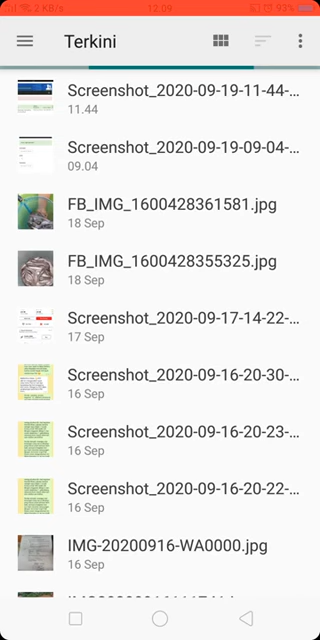 2 KB/s 12.09 93%
Terkini
Screenshot_2020-09-19-11-44-...
11.44
Screenshot_2020-09-19-09-04-...
09.04
FB_IMG_1600428361581.jpg
18 Sep
FB_IMG_1600428355325.jpg
18 Sep
Screenshot_2020-09-17-14-22-...
17 Sep
Screenshot_2020-09-16-20-30-...
16 Sep
Screenshot_2020-09-16-20-23-...
16 Sep
Screenshot_2020-09-16-20-22-...
16 Sep
IMG-20200916-WA0000.jpg
16 Sep